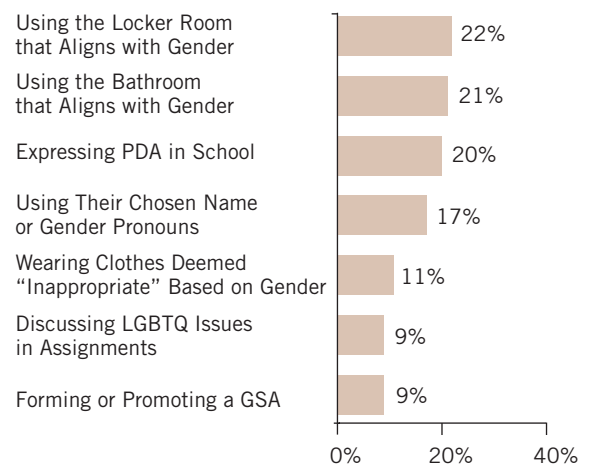 Using the Locker Room
that Aligns with Gender
22%
Using the Bathroom
that Aligns with Gender
21%
Expressing PDA in School
20%
Using Their Chosen Name
or Gender Pronouns
17%
Wearing Clothes Deemed
“Inappropriate” Based on Gender
11%
Discussing LGBTQ Issues
in Assignments
9%
Forming or Promoting a GSA
9%
0% 20% 40%